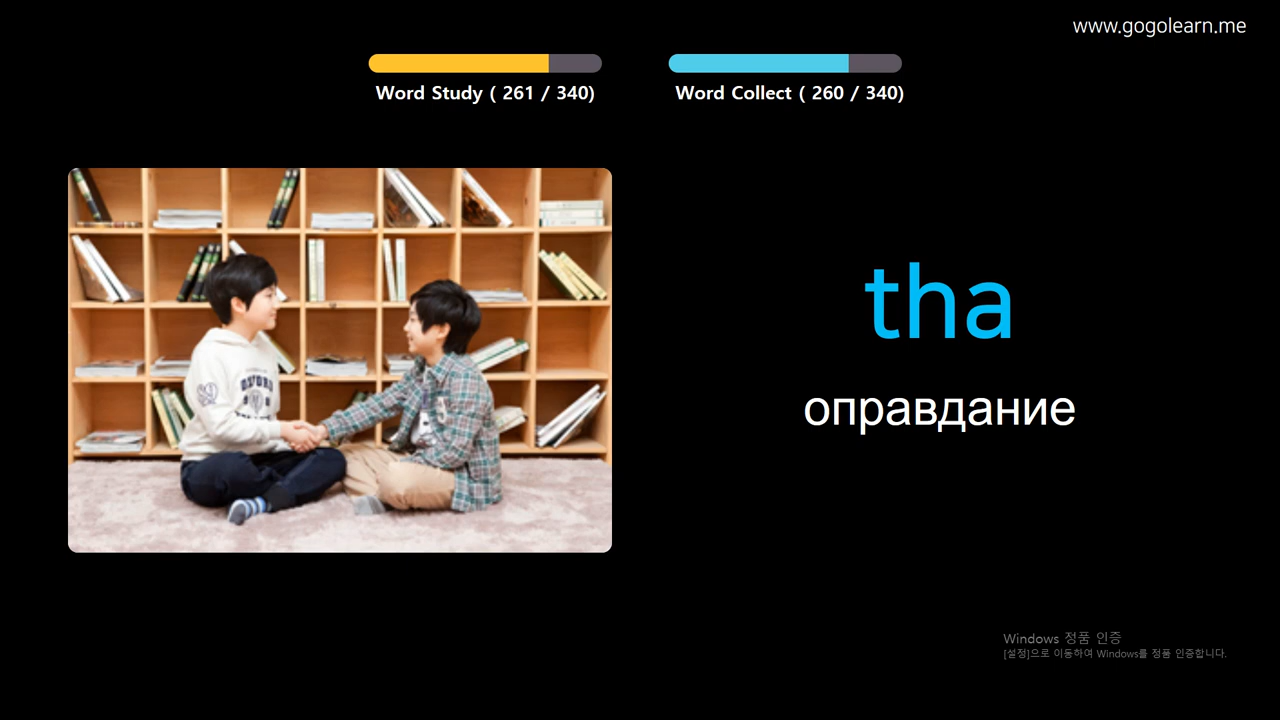 www.gogolearn.me
Word Study ( 261 / 340)
Word Collect ( 260 / 340)
tha
оправдание
Windows 정품 인증
[설정]으로 이동하여 Windows를 정품 인증합니다.